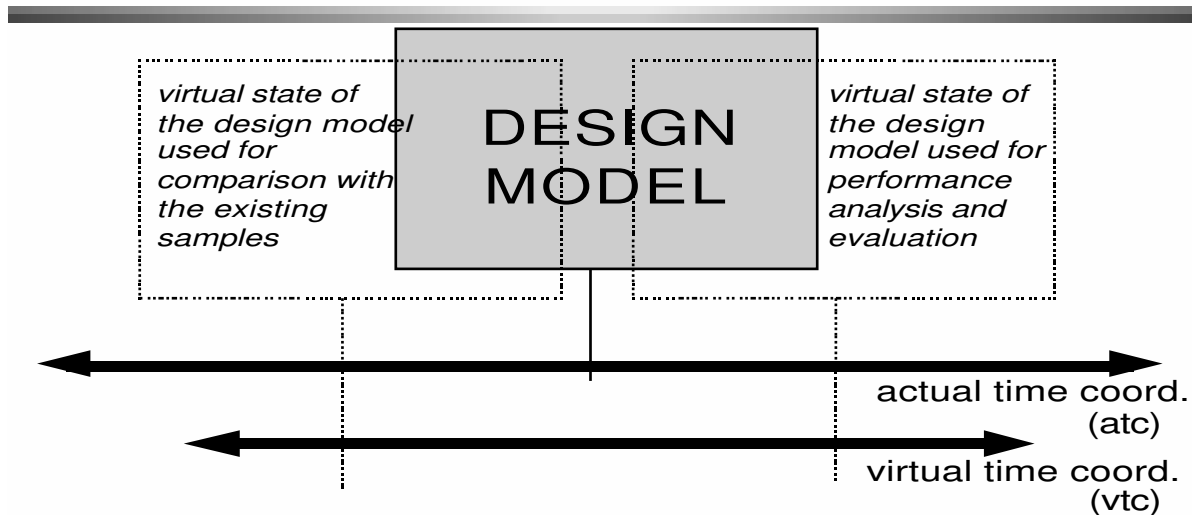 virtual state of
the design model
used for
comparison with
the existing
samples
DESIGN
MODEL
virtual state of
the design
model used for
performance
analysis and
evaluation
actual time coord.
(atc)
virtual time coord.
(vtc)